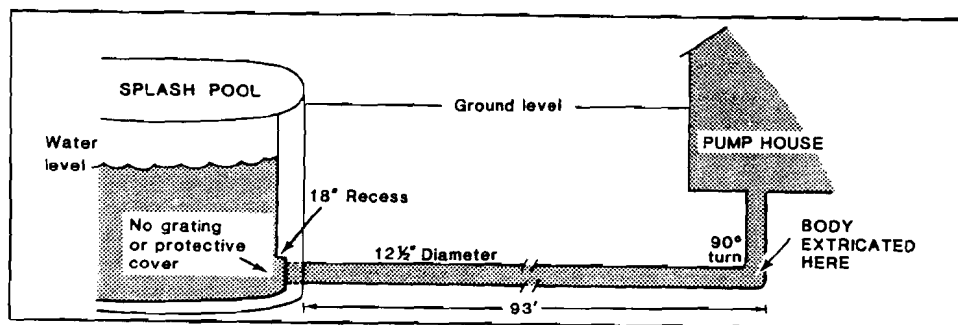 SPLASH POOL
Ground level
Water
level
PUMP HOUSE
18" Recess
No grating
or protective
cover
12½" Diameter
90°
turn
BODY
EXTRICATED
HERE
93'